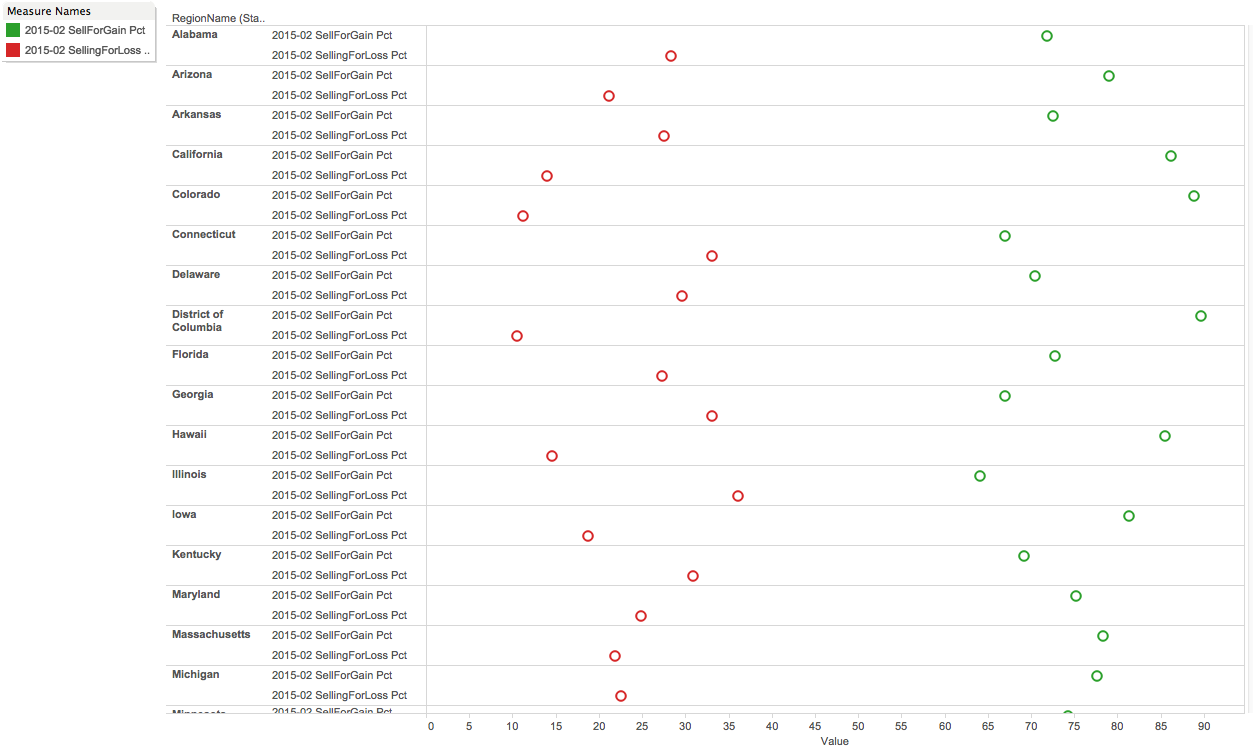 Measure Names
2015-02 SellForGain Pct
2015-02 SellingForLoss ..
RegionName (Sta..
Alabama 2015-02 SellForGain Pct
2015-02 SellingForLoss Pct
Arizona 2015-02 SellForGain Pct
2015-02 SellingForLoss Pct
Arkansas 2015-02 SellForGain Pct
2015-02 SellingForLoss Pct
California 2015-02 SellForGain Pct
2015-02 SellingForLoss Pct
Colorado 2015-02 SellForGain Pct
2015-02 SellingForLoss Pct
Connecticut 2015-02 SellForGain Pct
2015-02 SellingForLoss Pct
Delaware 2015-02 SellForGain Pct
2015-02 SellingForLoss Pct
District of 2015-02 SellForGain Pct
Columbia
2015-02 SellingForLoss Pct
Florida 2015-02 SellForGain Pct
2015-02 SellingForLoss Pct
Georgia 2015-02 SellForGain Pct
2015-02 SellingForLoss Pct
Hawaii 2015-02 SellForGain Pct
2015-02 SellingForLoss Pct
Illinois 2015-02 SellForGain Pct
2015-02 SellingForLoss Pct
Iowa 2015-02 SellForGain Pct
2015-02 SellingForLoss Pct
Kentucky 2015-02 SellForGain Pct
2015-02 SellingForLoss Pct
Maryland 2015-02 SellForGain Pct
2015-02 SellingForLoss Pct
Massachusetts 2015-02 SellForGain Pct
2015-02 SellingForLoss Pct
Michigan 2015-02 SellForGain Pct
2015-02 SellingForLoss Pct
Minnesota 2015-02 SellForGain Pct
0 5 10 15 20 25 30 35 40 45 50 55 60 65 70 75 80 85 90
Value